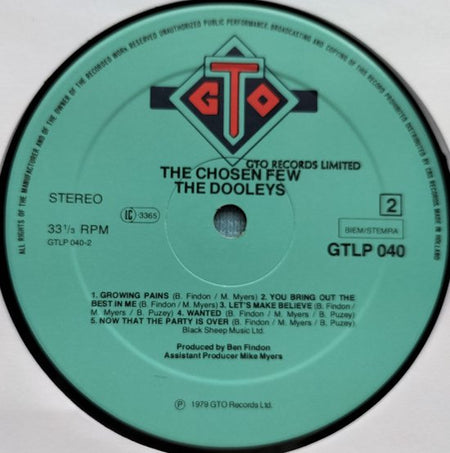 ALL RIGHTS OF THE MANUFACTURER AND OF THE OWNER OF THE RECORDED WORK RESERVED UNAUTHORIZED PUBLIC PERFORMANCE, BROADCASTING AND COPYING OF THIS RECORD PROHIBITED DISTRIBUTED BY CBS RECORDS MADE IN HOLLAND
GTO
GTO RECORDS LIMITED
THE CHOSEN FEW
THE DOOLEYS
STEREO
LC 3365
2
33 1/3 RPM
BIEM/STEMRA
GTLP 040-2
GTLP 040
1. GROWING PAINS (B. Findon / M. Myers) 2. YOU BRING OUT THE
BEST IN ME (B. Findon / M. Myers) 3. LET'S MAKE BELIEVE (B. Findon /
M. Myers / B. Puzey) 4. WANTED (B. Findon / M. Myers / B. Puzey)
5. NOW THAT THE PARTY IS OVER (B. Findon / M. Myers / B. Puzey)
Black Sheep Music Ltd.
Produced by Ben Findon
Assistant Producer Mike Myers
℗ 1979 GTO Records Ltd.